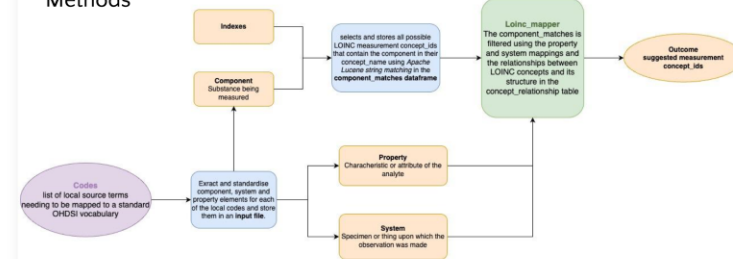 Methods
Indexes
Component
Substance being
measured
selects and stores all possible
LOINC measurement concept_ids
that contain the component in their
concept_name using Apache
Lucene string matching in the
component_matches dataframe
Loinc_mapper
The component_matches is
filtered using the property
and system mappings and
the relationships between
LOINC concepts and its
structure in the
concept_relationship table
Outcome
suggested measurement
concept_ids
Codes
list of local source terms
needing to be mapped to a standard
OHDSI vocabulary
Exract and standardise
component, system and
property elements for each
of the local codes and store
them in an input file.
Property
Characheristic or attribute of the
analyte
System
Specimen or thing upon which the
observation was made